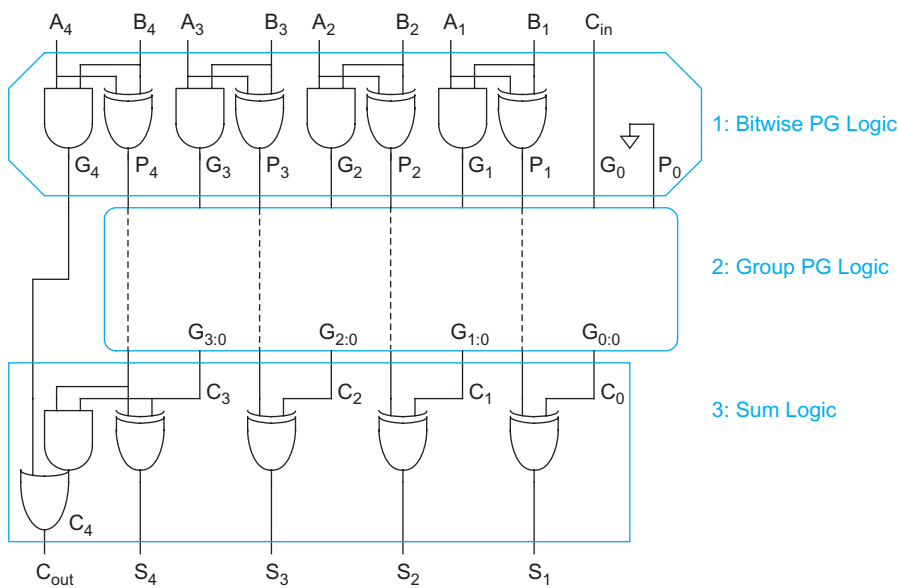 A₄ B₄ A₃ B₃ A₂ B₂ A₁ B₁ C_in
1: Bitwise PG Logic
G₄ P₄ G₃ P₃ G₂ P₂ G₁ P₁ G₀ P₀
2: Group PG Logic
G₃:₀ G₂:₀ G₁:₀ G₀:₀
C₃ C₂ C₁ C₀
3: Sum Logic
C₄
C_out S₄ S₃ S₂ S₁